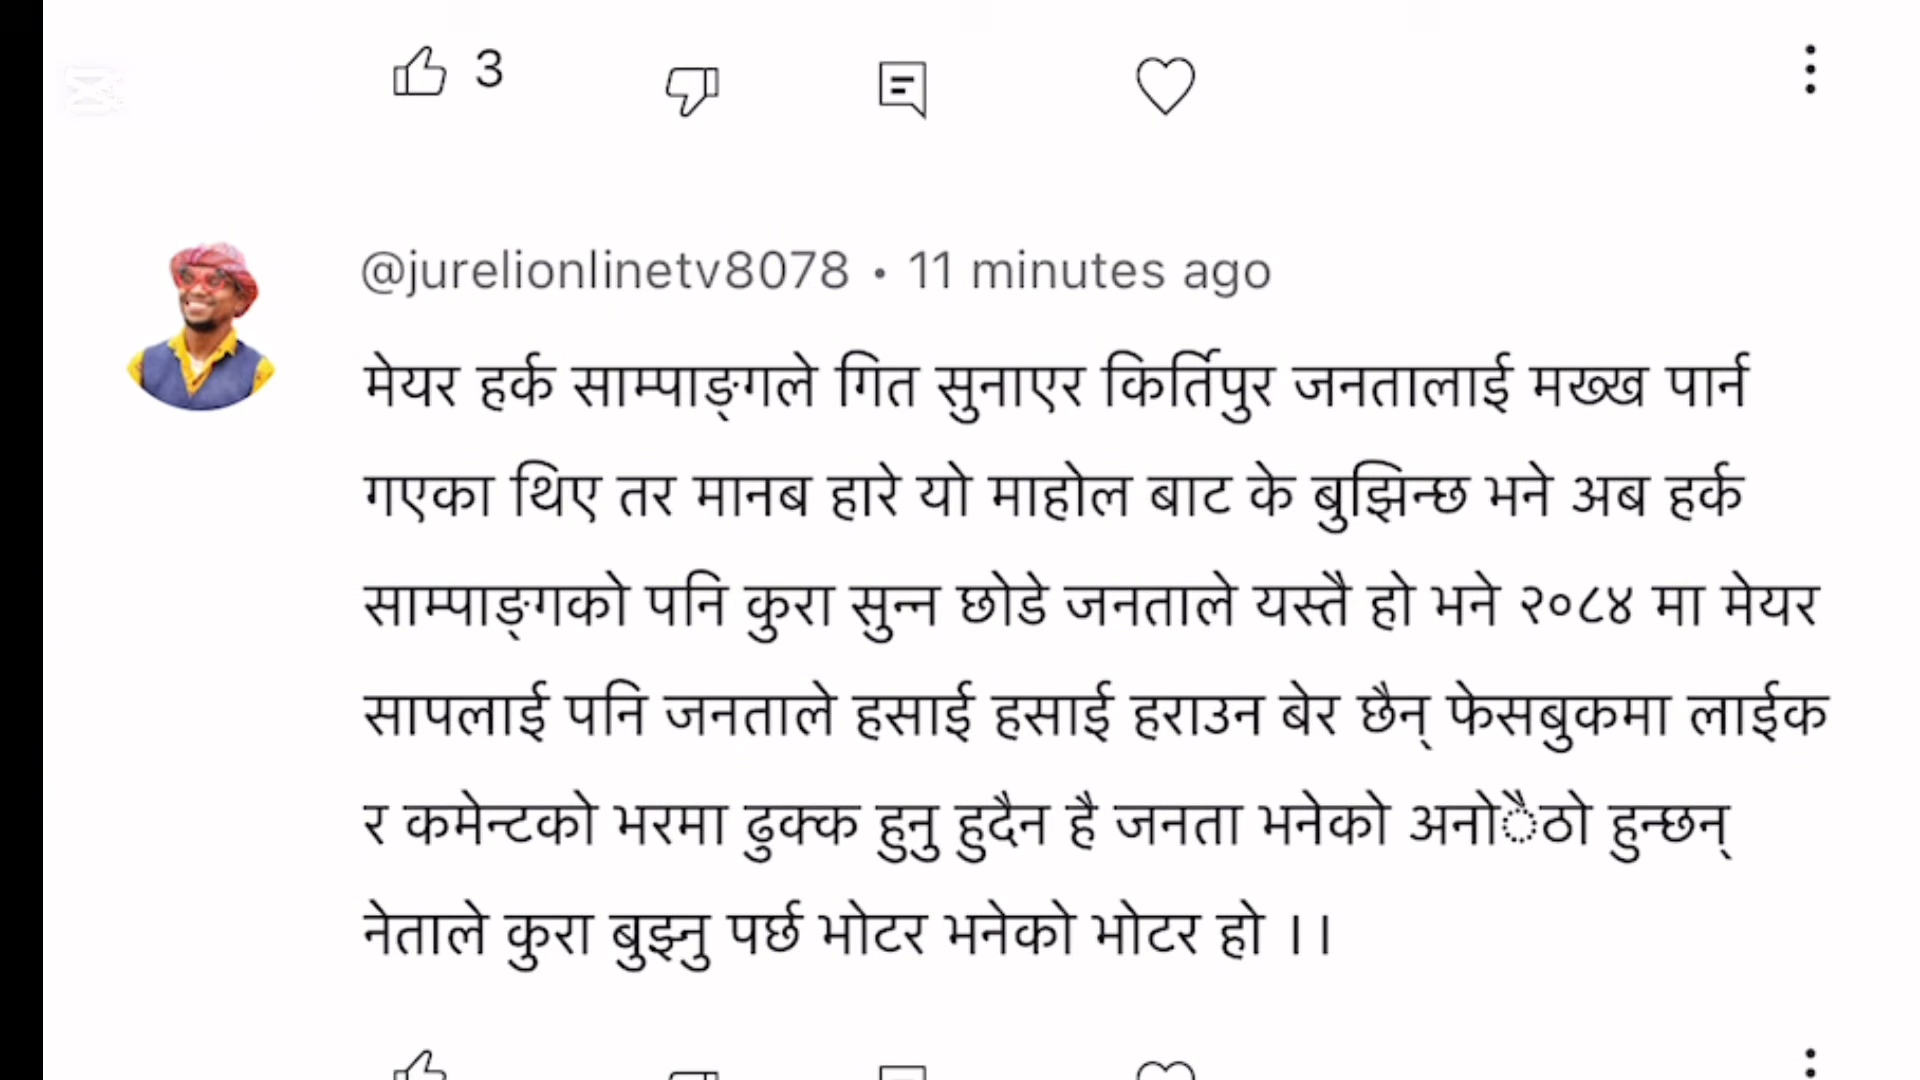 3
@jurelionlinetv8078 • 11 minutes ago
मेयर हर्क साम्पाङ्गले गित सुनाएर किर्तिपुर जनतालाई मख्ख पार्न
गएका थिए तर मानब हारे यो माहोल बाट के बुझिन्छ भने अब हर्क
साम्पाङ्गको पनि कुरा सुन्न छोडे जनताले यस्तै हो भने २०८४ मा मेयर
सापलाई पनि जनताले हसाई हसाई हराउन बेर छैन् फेसबुकमा लाईक
र कमेन्टको भरमा ढुक्क हुनु हुदैन है जनता भनेको अनोैठो हुन्छन्
नेताले कुरा बुझ्नु पर्छ भोटर भनेको भोटर हो ।।